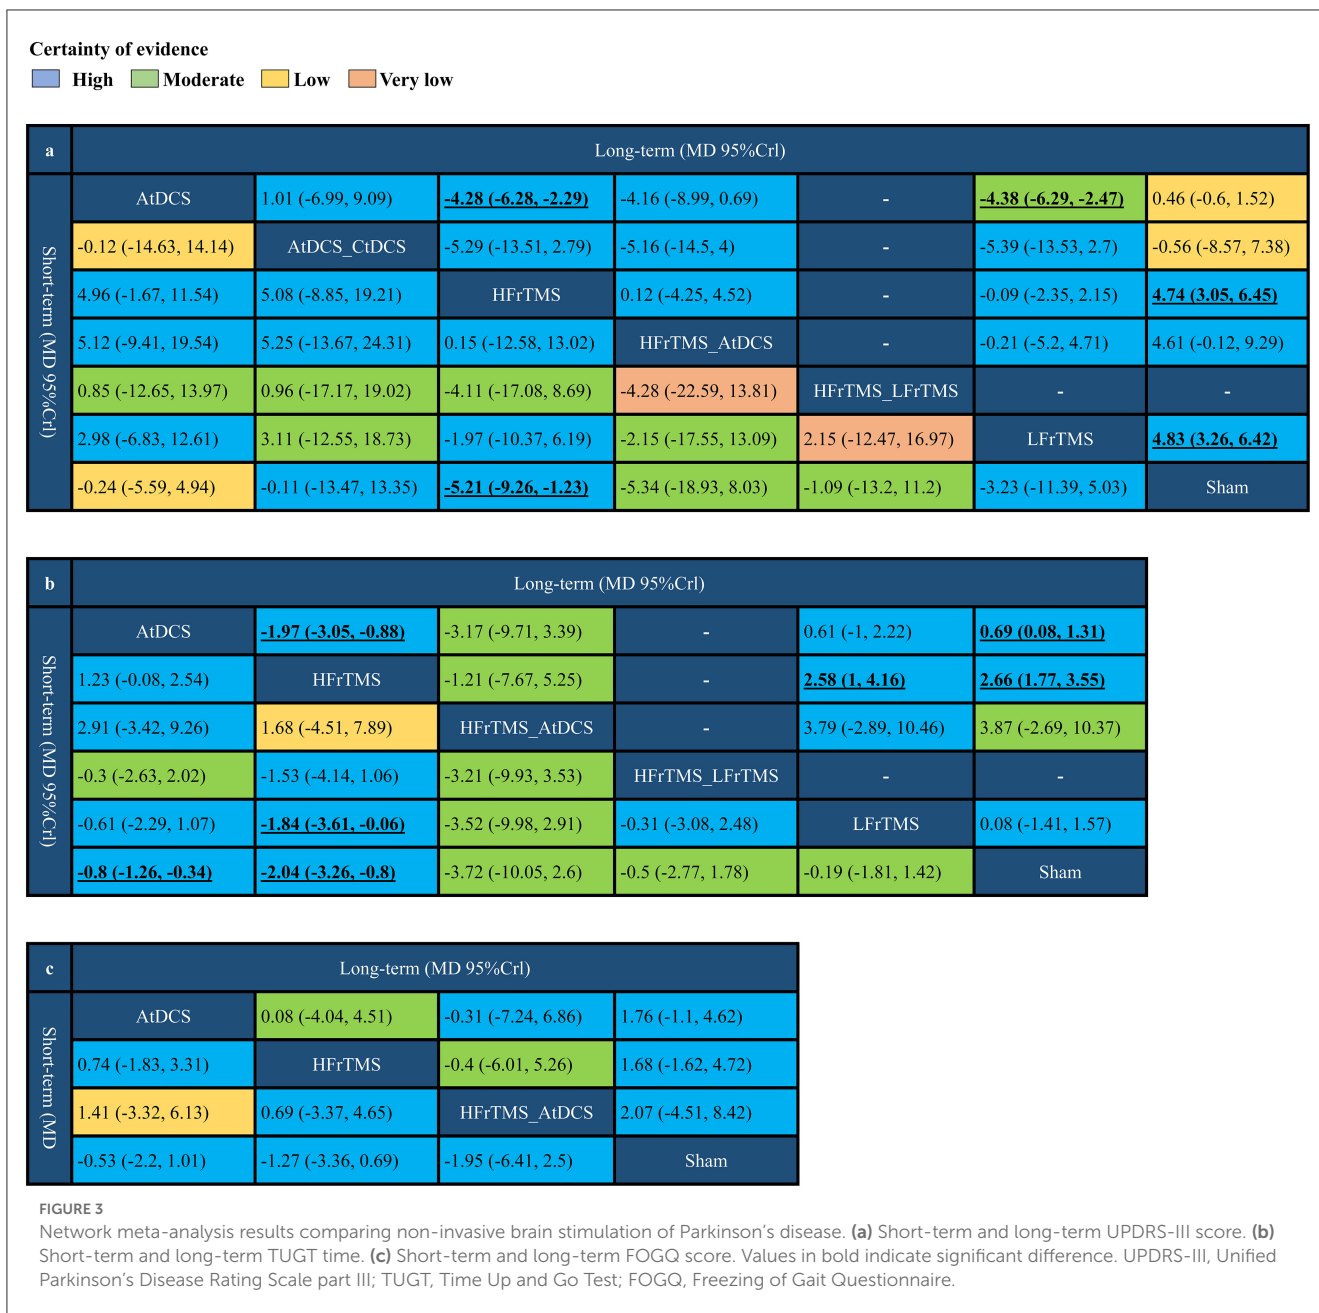 Certainty of evidence
High Moderate Low Very low
a Long-term (MD 95%Crl)
Short-term (MD 95%Crl)
AtDCS 1.01 (-6.99, 9.09) -4.28 (-6.28, -2.29) -4.16 (-8.99, 0.69) - -4.38 (-6.29, -2.47) 0.46 (-0.6, 1.52)
-0.12 (-14.63, 14.14) AtDCS_CtDCS -5.29 (-13.51, 2.79) -5.16 (-14.5, 4) - -5.39 (-13.53, 2.7) -0.56 (-8.57, 7.38)
4.96 (-1.67, 11.54) 5.08 (-8.85, 19.21) HFrTMS 0.12 (-4.25, 4.52) - -0.09 (-2.35, 2.15) 4.74 (3.05, 6.45)
5.12 (-9.41, 19.54) 5.25 (-13.67, 24.31) 0.15 (-12.58, 13.02) HFrTMS_AtDCS - -0.21 (-5.2, 4.71) 4.61 (-0.12, 9.29)
0.85 (-12.65, 13.97) 0.96 (-17.17, 19.02) -4.11 (-17.08, 8.69) -4.28 (-22.59, 13.81) HFrTMS_LFrTMS - -
2.98 (-6.83, 12.61) 3.11 (-12.55, 18.73) -1.97 (-10.37, 6.19) -2.15 (-17.55, 13.09) 2.15 (-12.47, 16.97) LFrTMS 4.83 (3.26, 6.42)
-0.24 (-5.59, 4.94) -0.11 (-13.47, 13.35) -5.21 (-9.26, -1.23) -5.34 (-18.93, 8.03) -1.09 (-13.2, 11.2) -3.23 (-11.39, 5.03) Sham
b Long-term (MD 95%Crl)
Short-term (MD 95%Crl)
AtDCS -1.97 (-3.05, -0.88) -3.17 (-9.71, 3.39) - 0.61 (-1, 2.22) 0.69 (0.08, 1.31)
1.23 (-0.08, 2.54) HFrTMS -1.21 (-7.67, 5.25) - 2.58 (1, 4.16) 2.66 (1.77, 3.55)
2.91 (-3.42, 9.26) 1.68 (-4.51, 7.89) HFrTMS_AtDCS - 3.79 (-2.89, 10.46) 3.87 (-2.69, 10.37)
-0.3 (-2.63, 2.02) -1.53 (-4.14, 1.06) -3.21 (-9.93, 3.53) HFrTMS_LFrTMS - -
-0.61 (-2.29, 1.07) -1.84 (-3.61, -0.06) -3.52 (-9.98, 2.91) -0.31 (-3.08, 2.48) LFrTMS 0.08 (-1.41, 1.57)
-0.8 (-1.26, -0.34) -2.04 (-3.26, -0.8) -3.72 (-10.05, 2.6) -0.5 (-2.77, 1.78) -0.19 (-1.81, 1.42) Sham
c Long-term (MD 95%Crl)
Short-term (MD
AtDCS 0.08 (-4.04, 4.51) -0.31 (-7.24, 6.86) 1.76 (-1.1, 4.62)
0.74 (-1.83, 3.31) HFrTMS -0.4 (-6.01, 5.26) 1.68 (-1.62, 4.72)
1.41 (-3.32, 6.13) 0.69 (-3.37, 4.65) HFrTMS_AtDCS 2.07 (-4.51, 8.42)
-0.53 (-2.2, 1.01) -1.27 (-3.36, 0.69) -1.95 (-6.41, 2.5) Sham
FIGURE 3
Network meta-analysis results comparing non-invasive brain stimulation of Parkinson's disease. (a) Short-term and long-term UPDRS-III score. (b)
Short-term and long-term TUGT time. (c) Short-term and long-term FOGQ score. Values in bold indicate significant difference. UPDRS-III, Unified
Parkinson's Disease Rating Scale part III; TUGT, Time Up and Go Test; FOGQ, Freezing of Gait Questionnaire.